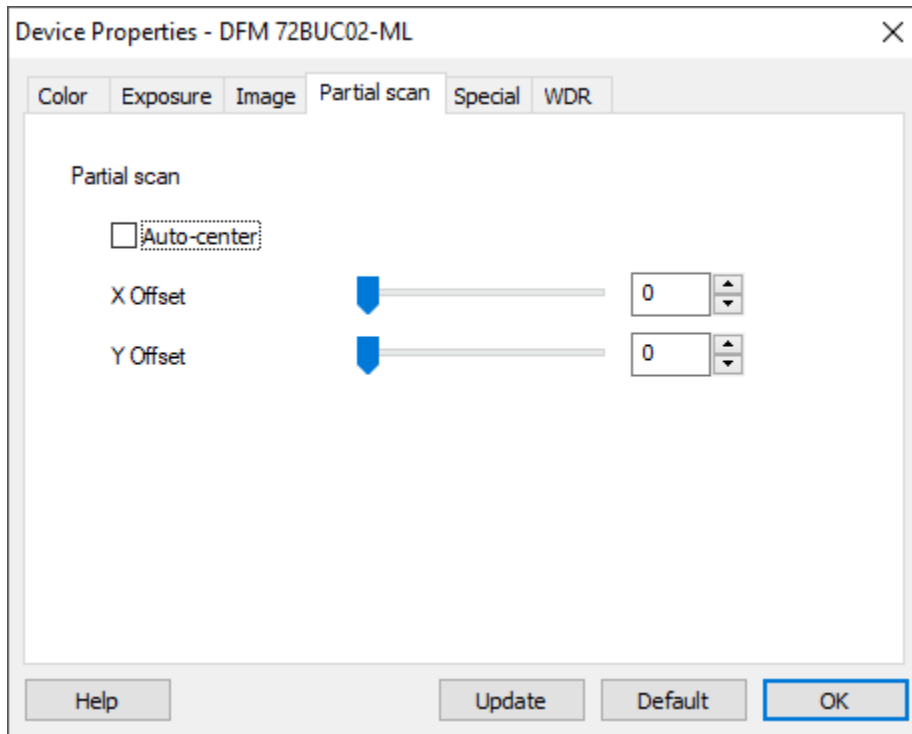 Device Properties - DFM 72BUC02-ML
Color Exposure Image Partial scan Special WDR
Partial scan
Auto-center
X Offset 0
Y Offset 0
Help Update Default OK